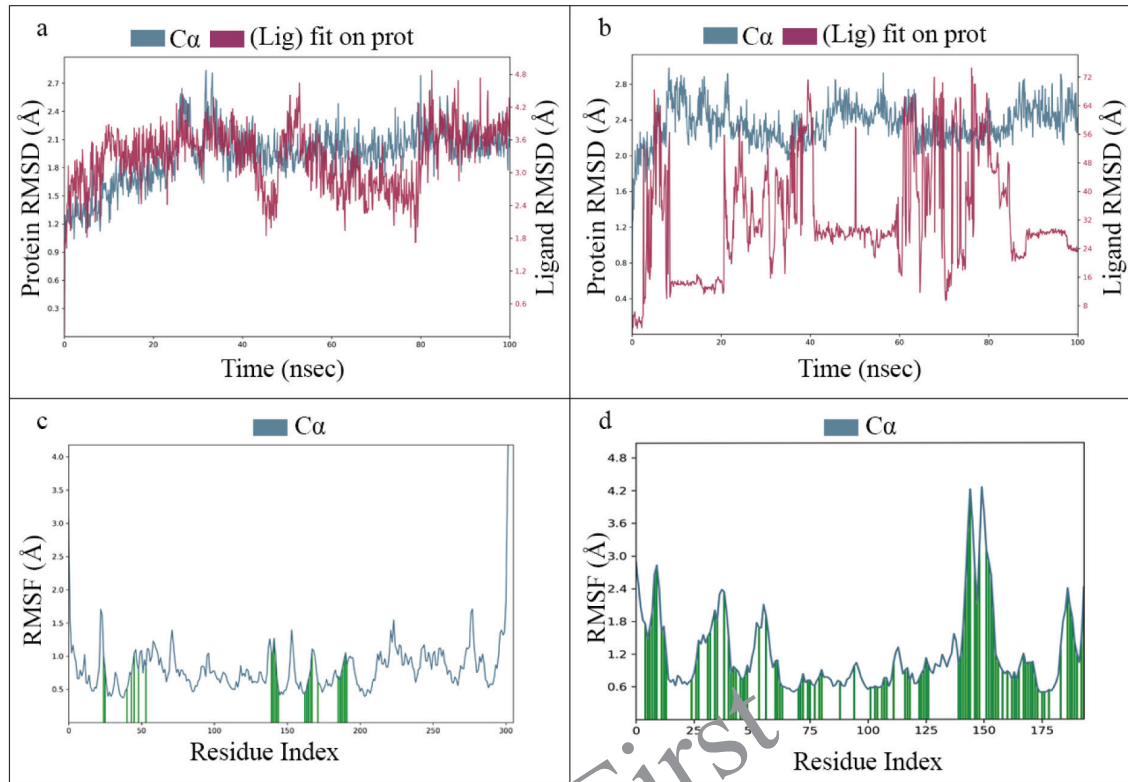 a
Cα (Lig) fit on prot
Protein RMSD (Å)
2.7
2.4
2.1
1.8
1.5
1.2
0.9
0.6
0.3
4.8
4.2
3.6
3.0
2.4
1.8
1.2
0.6
Ligand RMSD (Å)
0 20 40 60 80 100
Time (nsec)
b
Cα (Lig) fit on prot
Protein RMSD (Å)
2.8
2.4
2.0
1.6
1.2
0.8
0.4
72
64
56
48
40
32
24
16
8
Ligand RMSD (Å)
0 20 40 60 80 100
Time (nsec)
c
Cα
RMSF (Å)
4.0
3.5
3.0
2.5
2.0
1.5
1.0
0.5
0 50 100 150 200 250 300
Residue Index
d
Cα
RMSF (Å)
4.8
4.2
3.6
3.0
2.4
1.8
1.2
0.6
0 25 50 75 100 125 150 175
Residue Index
First